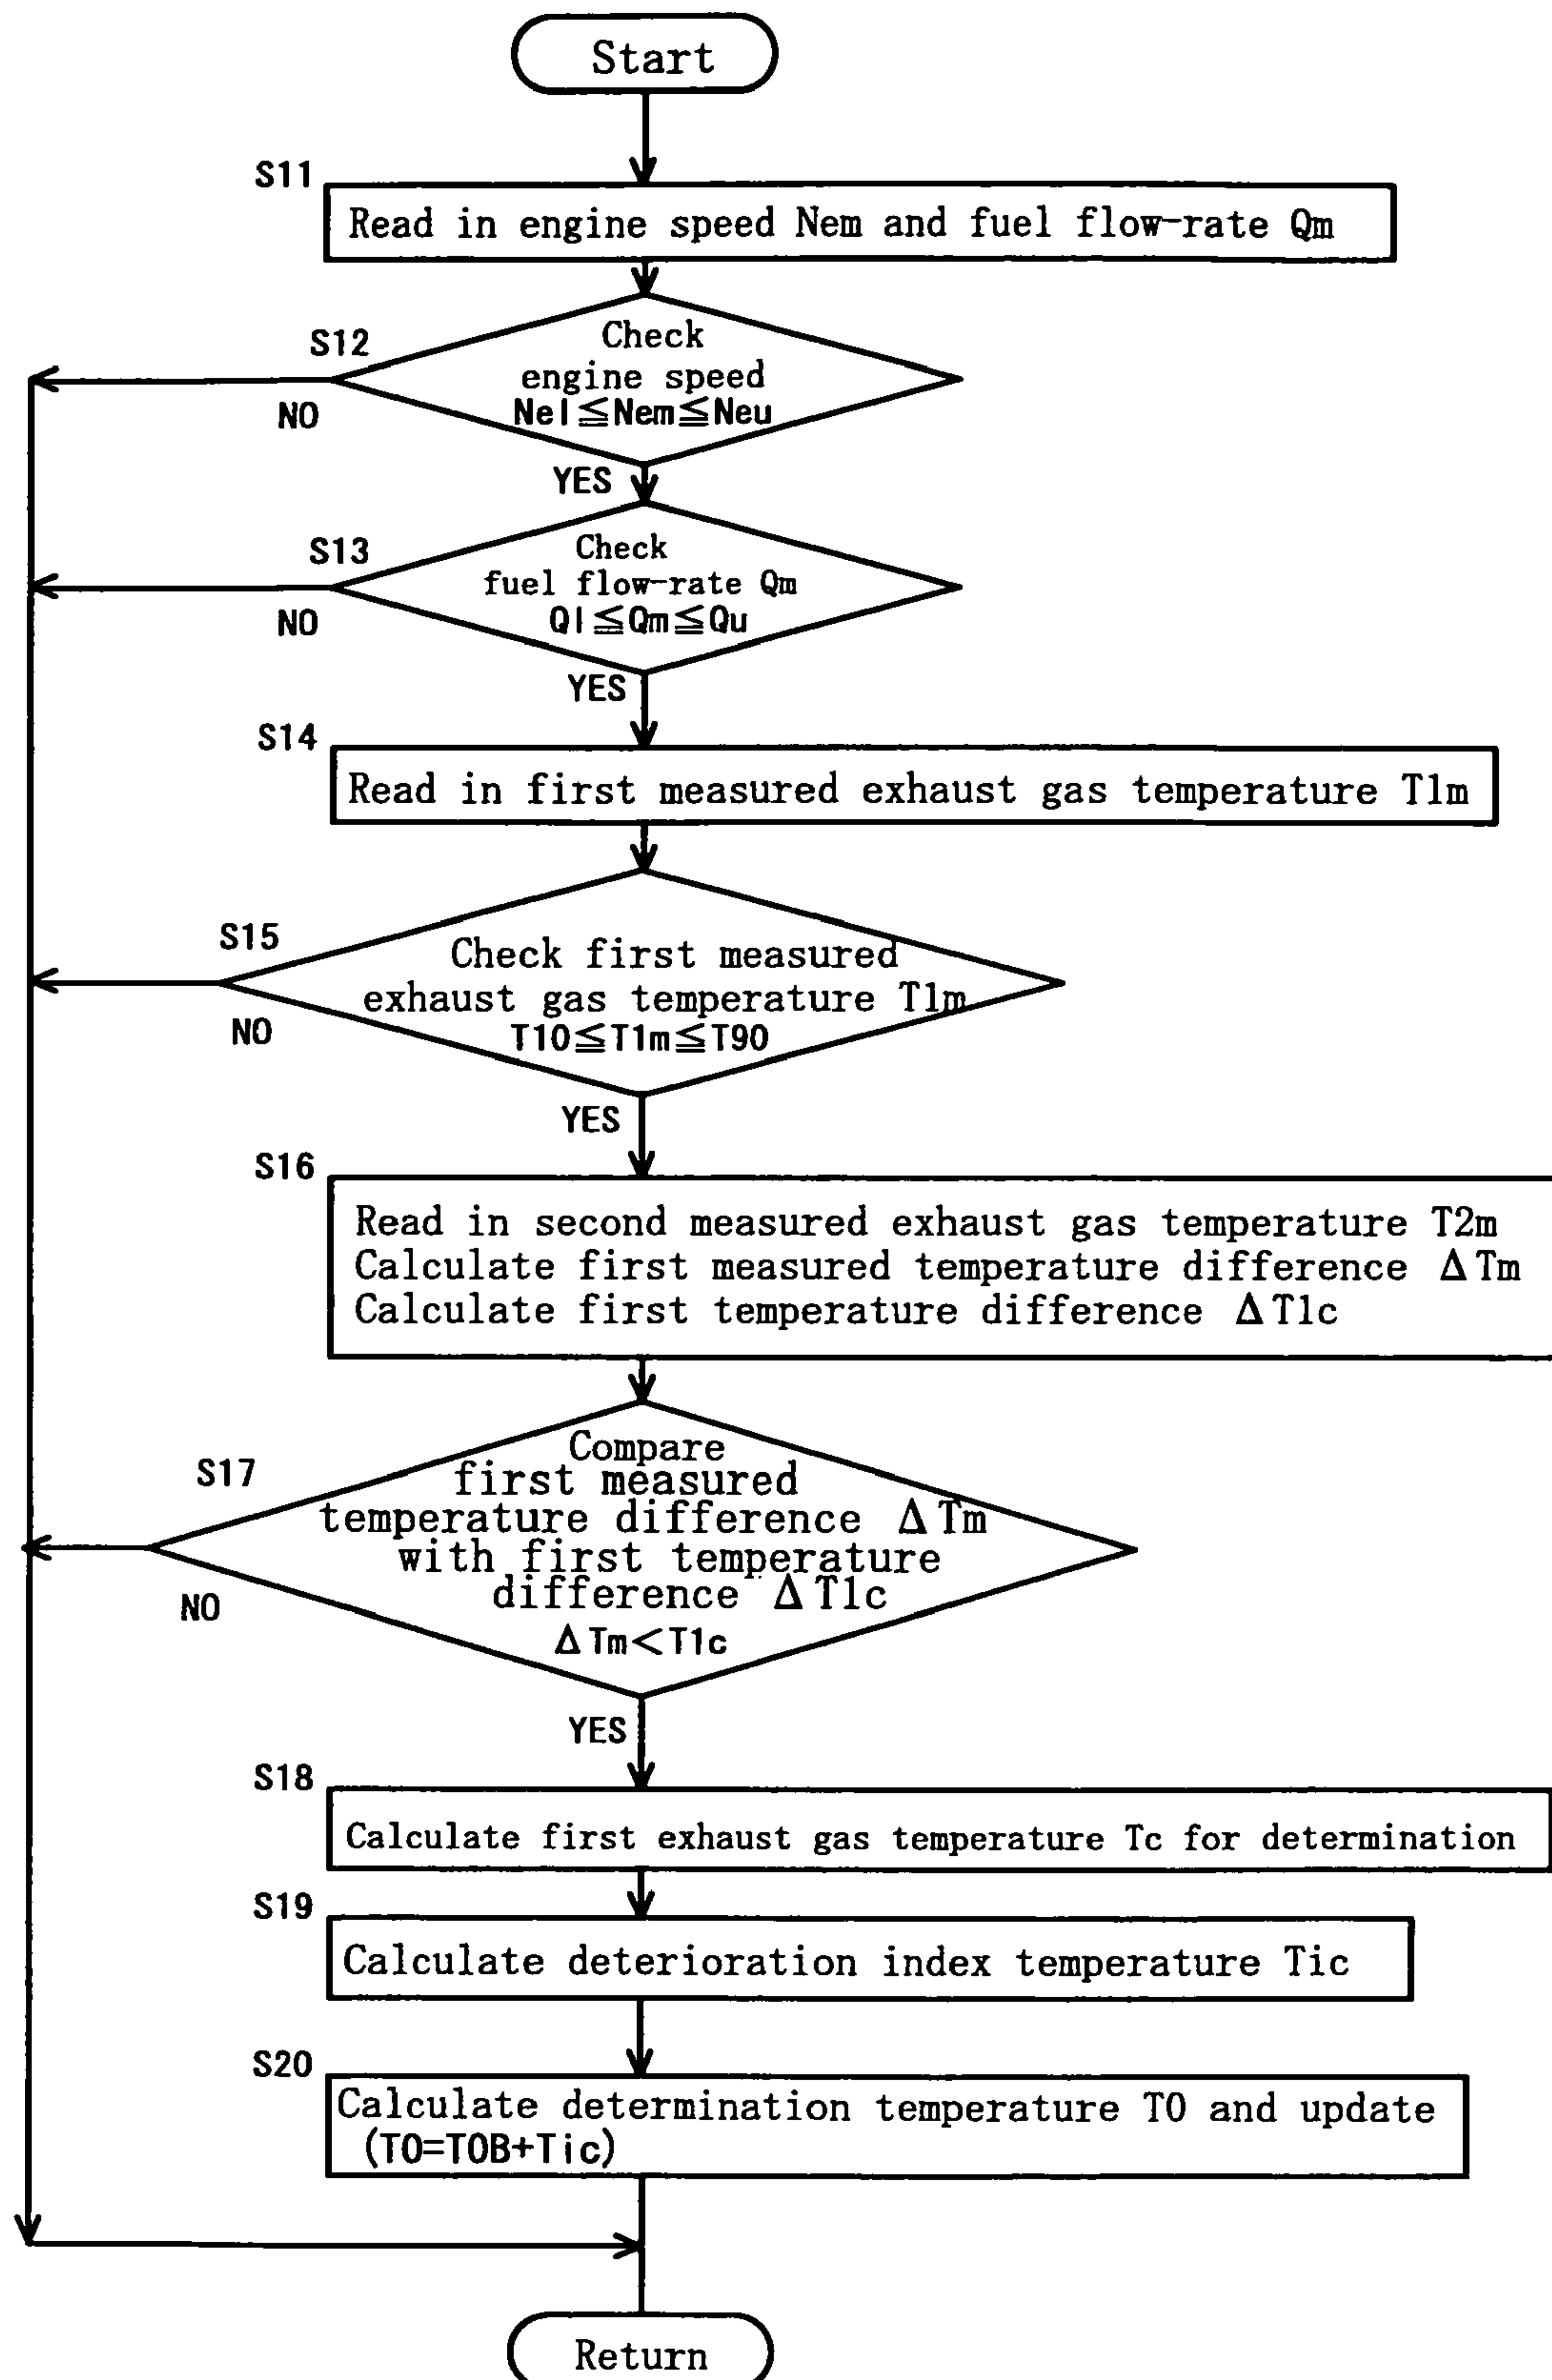 Start
S11
Read in engine speed Nem and fuel flow-rate Qm
S12
Check
engine speed
Nel≦Nem≦Neu
NO
YES
S13
Check
fuel flow-rate Qm
Ql≦Qm≦Qu
NO
YES
S14
Read in first measured exhaust gas temperature T1m
S15
Check first measured
exhaust gas temperature T1m
T10≦T1m≦T90
NO
YES
S16
Read in second measured exhaust gas temperature T2m
Calculate first measured temperature difference ΔTm
Calculate first temperature difference ΔT1c
S17
Compare
first measured
temperature difference ΔTm
with first temperature
difference ΔT1c
ΔTm<T1c
NO
YES
S18
Calculate first exhaust gas temperature Tc for determination
S19
Calculate deterioration index temperature Tic
S20
Calculate determination temperature T0 and update
(T0=T0B+Tic)
Return